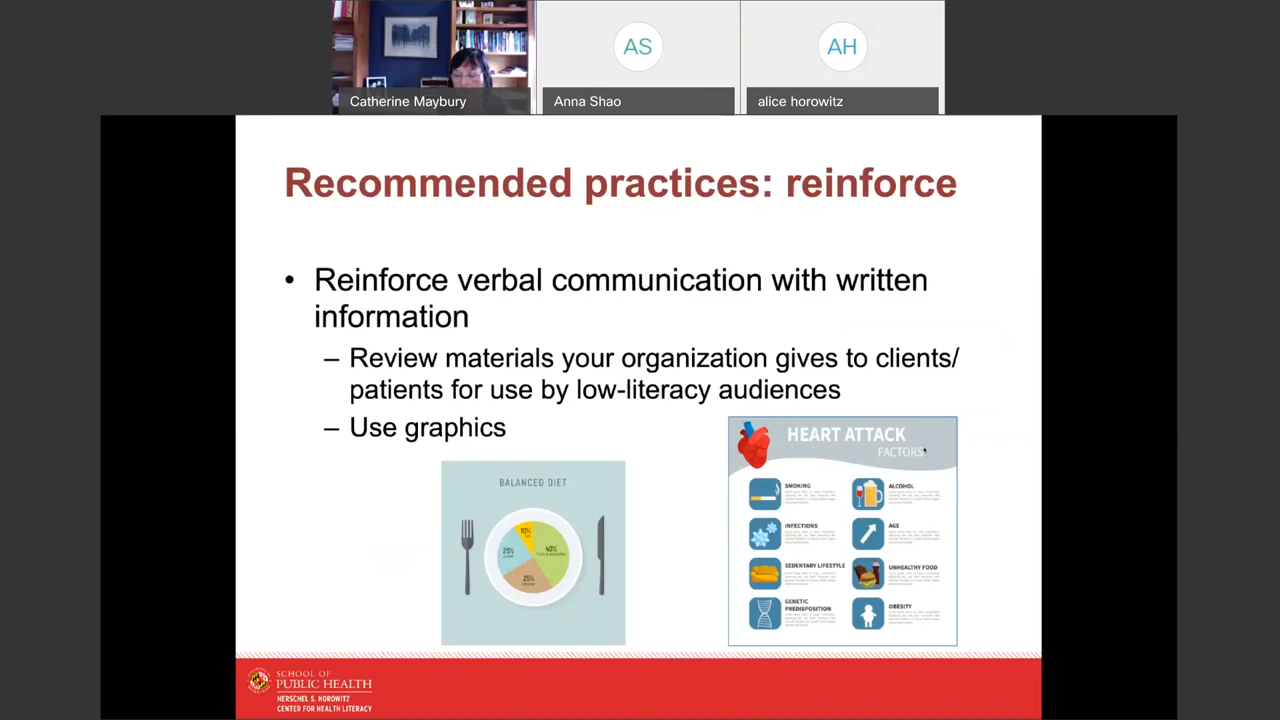 AS
AH
Catherine Maybury
Anna Shao
alice horowitz
Recommended practices: reinforce
• Reinforce verbal communication with written
information
– Review materials your organization gives to clients/
patients for use by low-literacy audiences
– Use graphics
BALANCED DIET
10%
25%
40%
HEART ATTACK
FACTORS
SMOKING
ALCOHOL
INFECTIONS
AGE
SEDENTARY LIFESTYLE
UNHEALTHY FOOD
GENETIC
PREDISPOSITION
OBESITY
SCHOOL OF
PUBLIC HEALTH
HERSCHEL S. HOROWITZ
CENTER FOR HEALTH LITERACY